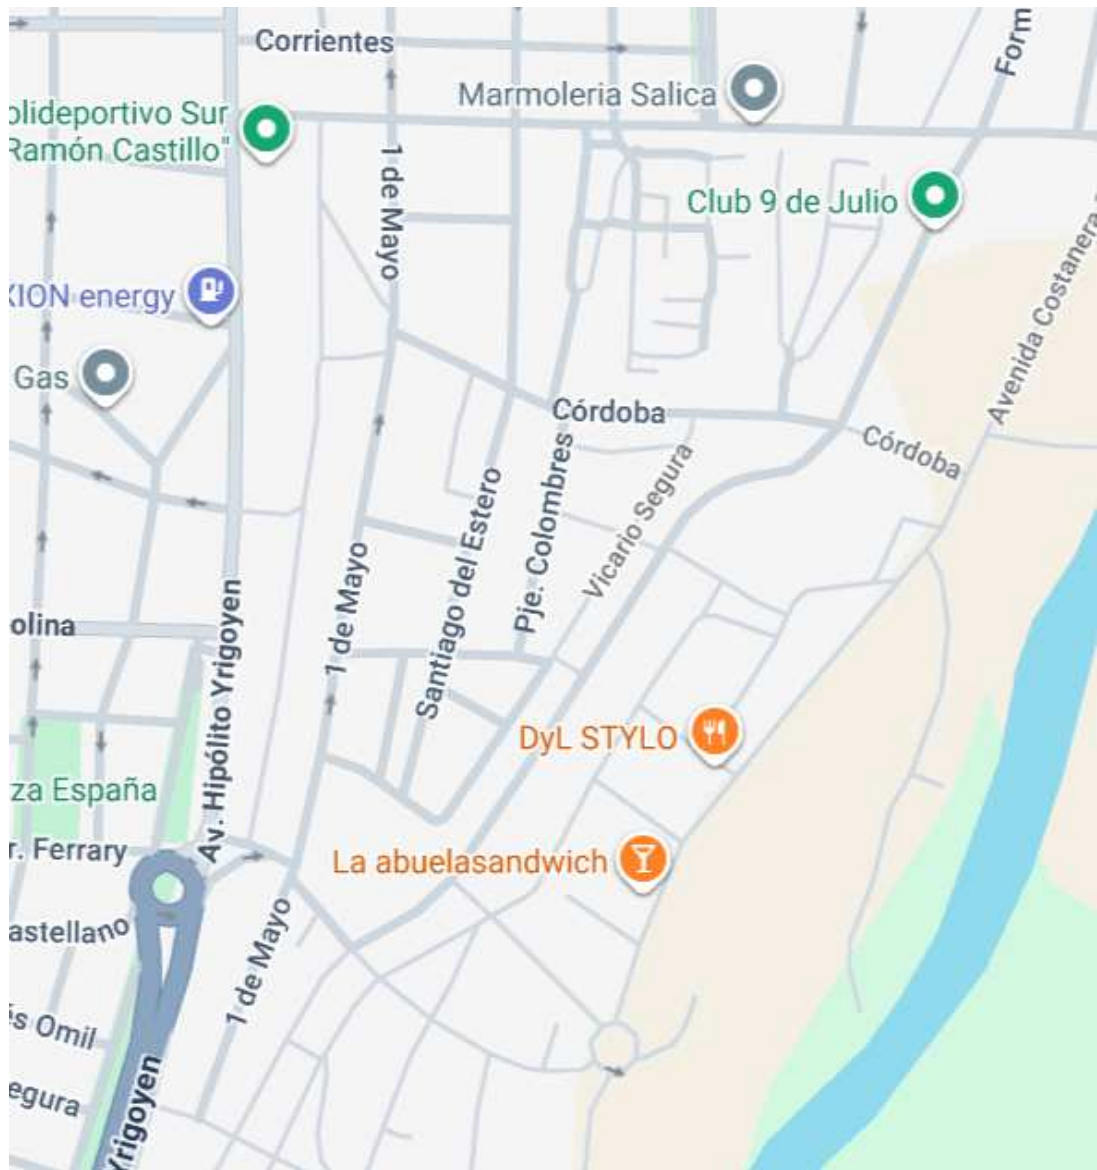 Corrientes
Form
Marmoleria Salica
olideportivo Sur
Ramón Castillo"
1 de Mayo
Club 9 de Julio
Avenida Costanera
XION energy
Gas
Córdoba
Córdoba
Vicario Segura
Pje. Colombres
Santiago del Estero
1 de Mayo
Av. Hipólito Yrigoyen
olina
DyL STYLO
za España
r. Ferrary
La abuelasandwich
astellano
1 de Mayo
és Omil
egura
Yrigoyen